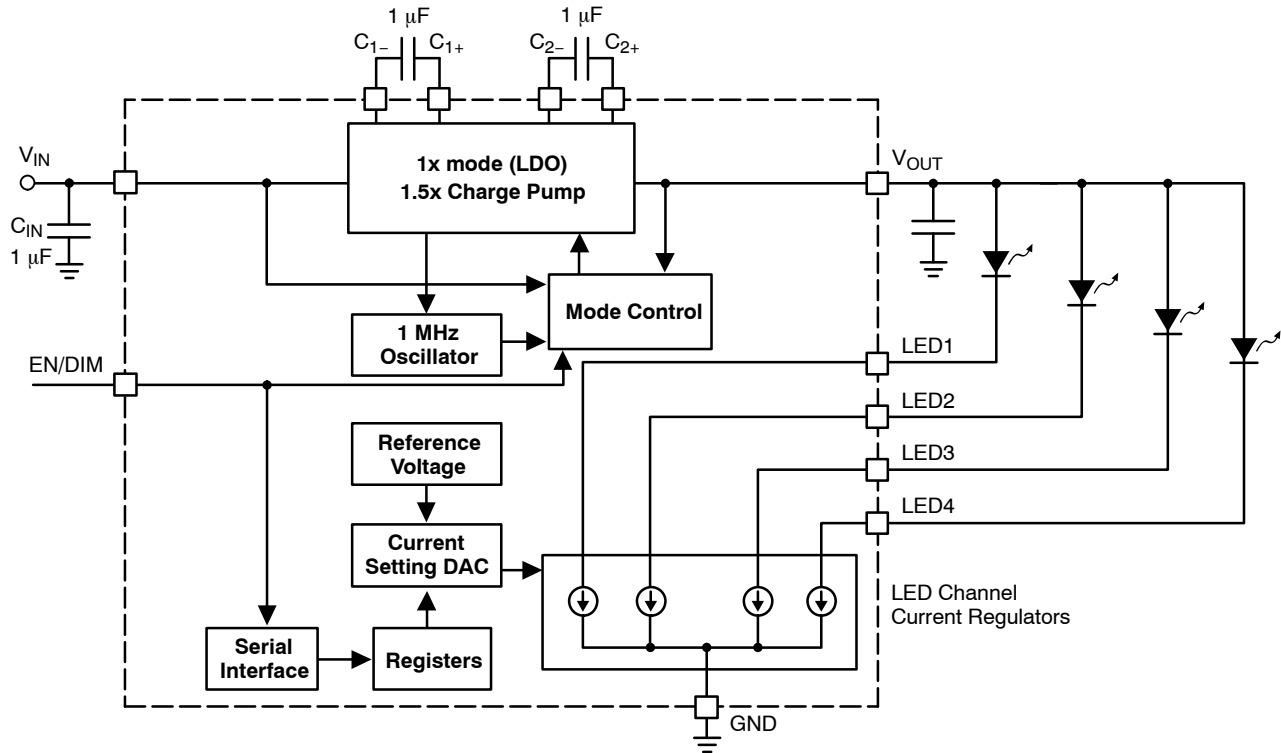 1 μF
1 μF
C1–
C1+
C2–
C2+
VIN
1x mode (LDO)
1.5x Charge Pump
VOUT
CIN
1 μF
Mode Control
1 MHz
Oscillator
LED1
EN/DIM
LED2
Reference
Voltage
LED3
LED4
Current
Setting DAC
LED Channel
Current Regulators
Serial
Interface
Registers
GND